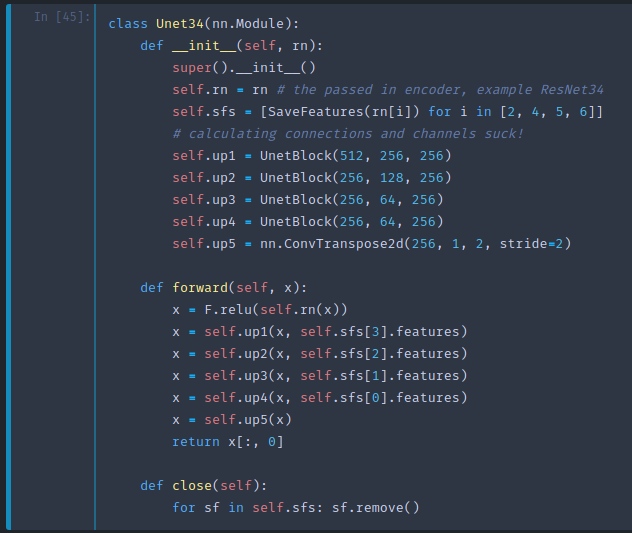 In [45]:
class Unet34(nn.Module):
    def __init__(self, rn):
        super().__init__()
        self.rn = rn # the passed in encoder, example ResNet34
        self.sfs = [SaveFeatures(rn[i]) for i in [2, 4, 5, 6]]
        # calculating connections and channels suck!
        self.up1 = UnetBlock(512, 256, 256)
        self.up2 = UnetBlock(256, 128, 256)
        self.up3 = UnetBlock(256, 64, 256)
        self.up4 = UnetBlock(256, 64, 256)
        self.up5 = nn.ConvTranspose2d(256, 1, 2, stride=2)

    def forward(self, x):
        x = F.relu(self.rn(x))
        x = self.up1(x, self.sfs[3].features)
        x = self.up2(x, self.sfs[2].features)
        x = self.up3(x, self.sfs[1].features)
        x = self.up4(x, self.sfs[0].features)
        x = self.up5(x)
        return x[:, 0]

    def close(self):
        for sf in self.sfs: sf.remove()